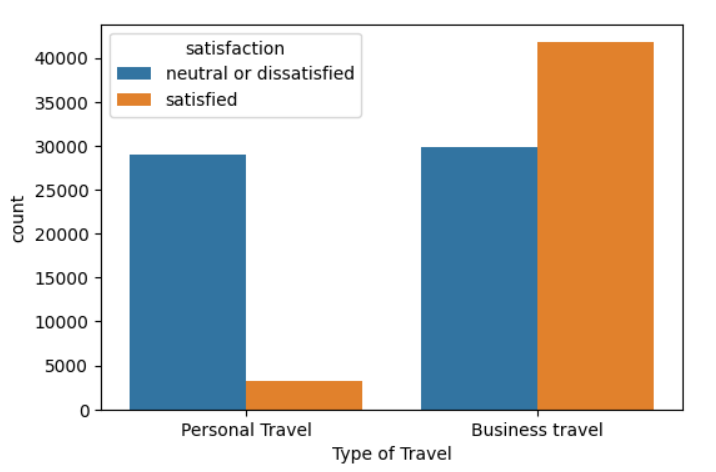 satisfaction
neutral or dissatisfied
satisfied
40000
35000
30000
25000
20000
15000
10000
5000
0
count
Personal Travel
Business travel
Type of Travel